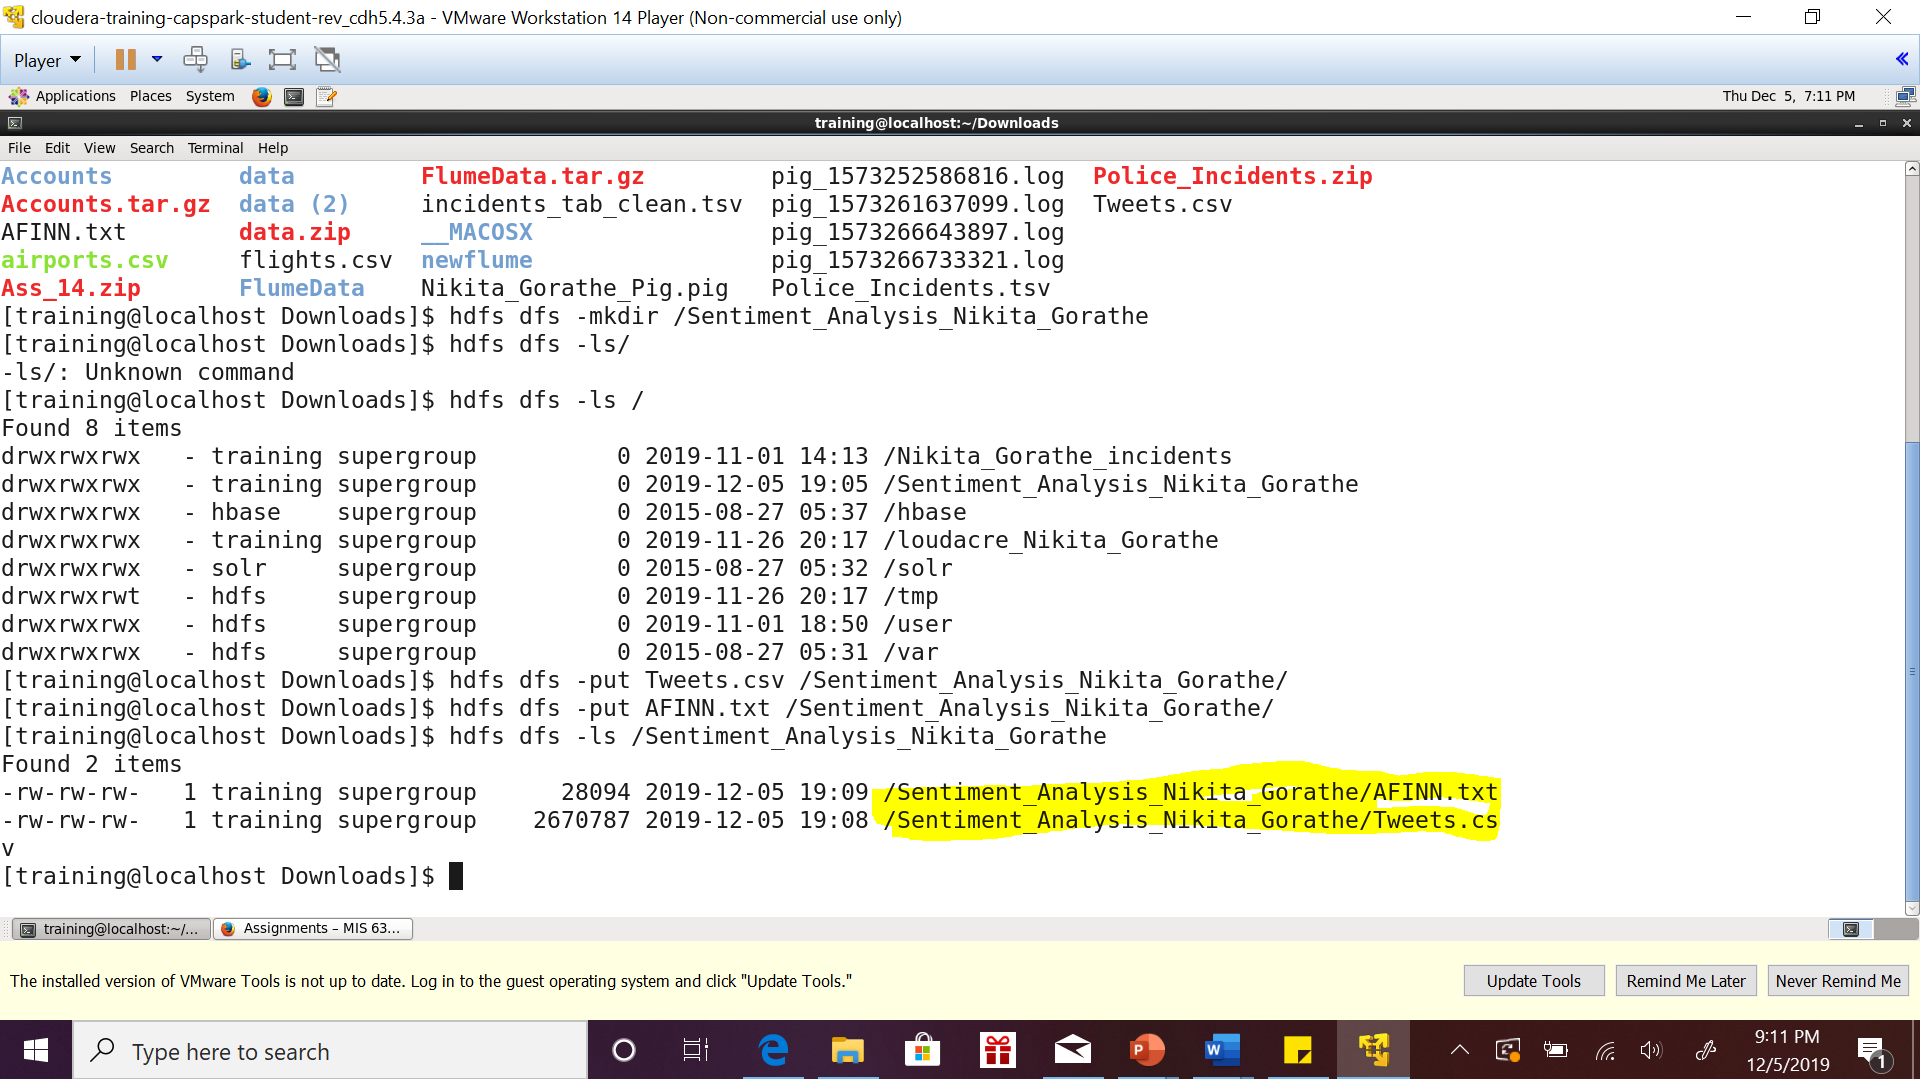 cloudera-training-capspark-student-rev_cdh5.4.3a - VMware Workstation 14 Player (Non-commercial use only)
Player
Applications Places System Thu Dec 5, 7:11 PM
training@localhost:~/Downloads
File Edit View Search Terminal Help
Accounts data FlumeData.tar.gz pig_1573252586816.log Police_Incidents.zip
Accounts.tar.gz data (2) incidents_tab_clean.tsv pig_1573261637099.log Tweets.csv
AFINN.txt data.zip __MACOSX pig_1573266643897.log
airports.csv flights.csv newflume pig_1573266733321.log
Ass_14.zip FlumeData Nikita_Gorathe_Pig.pig Police_Incidents.tsv
[training@localhost Downloads]$ hdfs dfs -mkdir /Sentiment_Analysis_Nikita_Gorathe
[training@localhost Downloads]$ hdfs dfs -ls/
-ls/: Unknown command
[training@localhost Downloads]$ hdfs dfs -ls /
Found 8 items
drwxrwxrwx - training supergroup 0 2019-11-01 14:13 /Nikita_Gorathe_incidents
drwxrwxrwx - training supergroup 0 2019-12-05 19:05 /Sentiment_Analysis_Nikita_Gorathe
drwxrwxrwx - hbase supergroup 0 2015-08-27 05:37 /hbase
drwxrwxrwx - training supergroup 0 2019-11-26 20:17 /loudacre_Nikita_Gorathe
drwxrwxrwx - solr supergroup 0 2015-08-27 05:32 /solr
drwxrwxrwt - hdfs supergroup 0 2019-11-26 20:17 /tmp
drwxrwxrwx - hdfs supergroup 0 2019-11-01 18:50 /user
drwxrwxrwx - hdfs supergroup 0 2015-08-27 05:31 /var
[training@localhost Downloads]$ hdfs dfs -put Tweets.csv /Sentiment_Analysis_Nikita_Gorathe/
[training@localhost Downloads]$ hdfs dfs -put AFINN.txt /Sentiment_Analysis_Nikita_Gorathe/
[training@localhost Downloads]$ hdfs dfs -ls /Sentiment_Analysis_Nikita_Gorathe
Found 2 items
-rw-rw-rw- 1 training supergroup 28094 2019-12-05 19:09 /Sentiment_Analysis_Nikita_Gorathe/AFINN.txt
-rw-rw-rw- 1 training supergroup 2670787 2019-12-05 19:08 /Sentiment_Analysis_Nikita_Gorathe/Tweets.cs
v
[training@localhost Downloads]$
training@localhost:~/... Assignments – MIS 63...
The installed version of VMware Tools is not up to date. Log in to the guest operating system and click "Update Tools." Update Tools Remind Me Later Never Remind Me
Type here to search
9:11 PM
12/5/2019
1